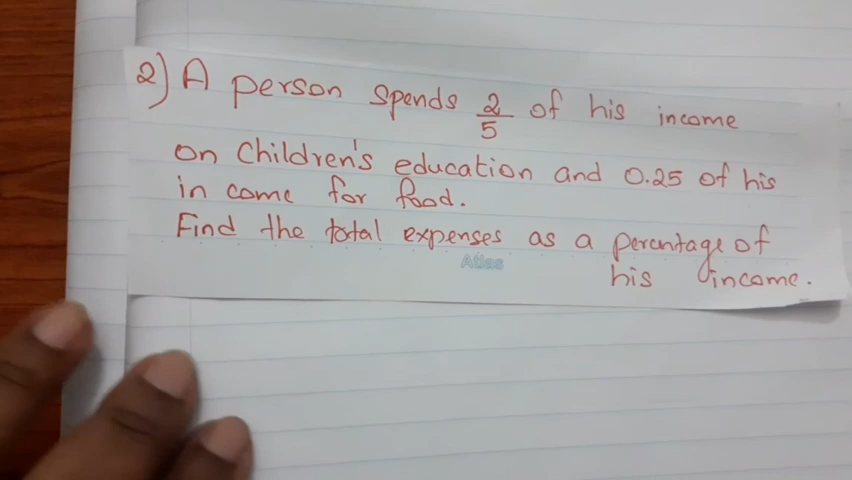 2) A person spends 2/5 of his income
on Children's education and 0.25 of his
in come for food.
Find the total expenses as a percentage of
his income.
Atlas